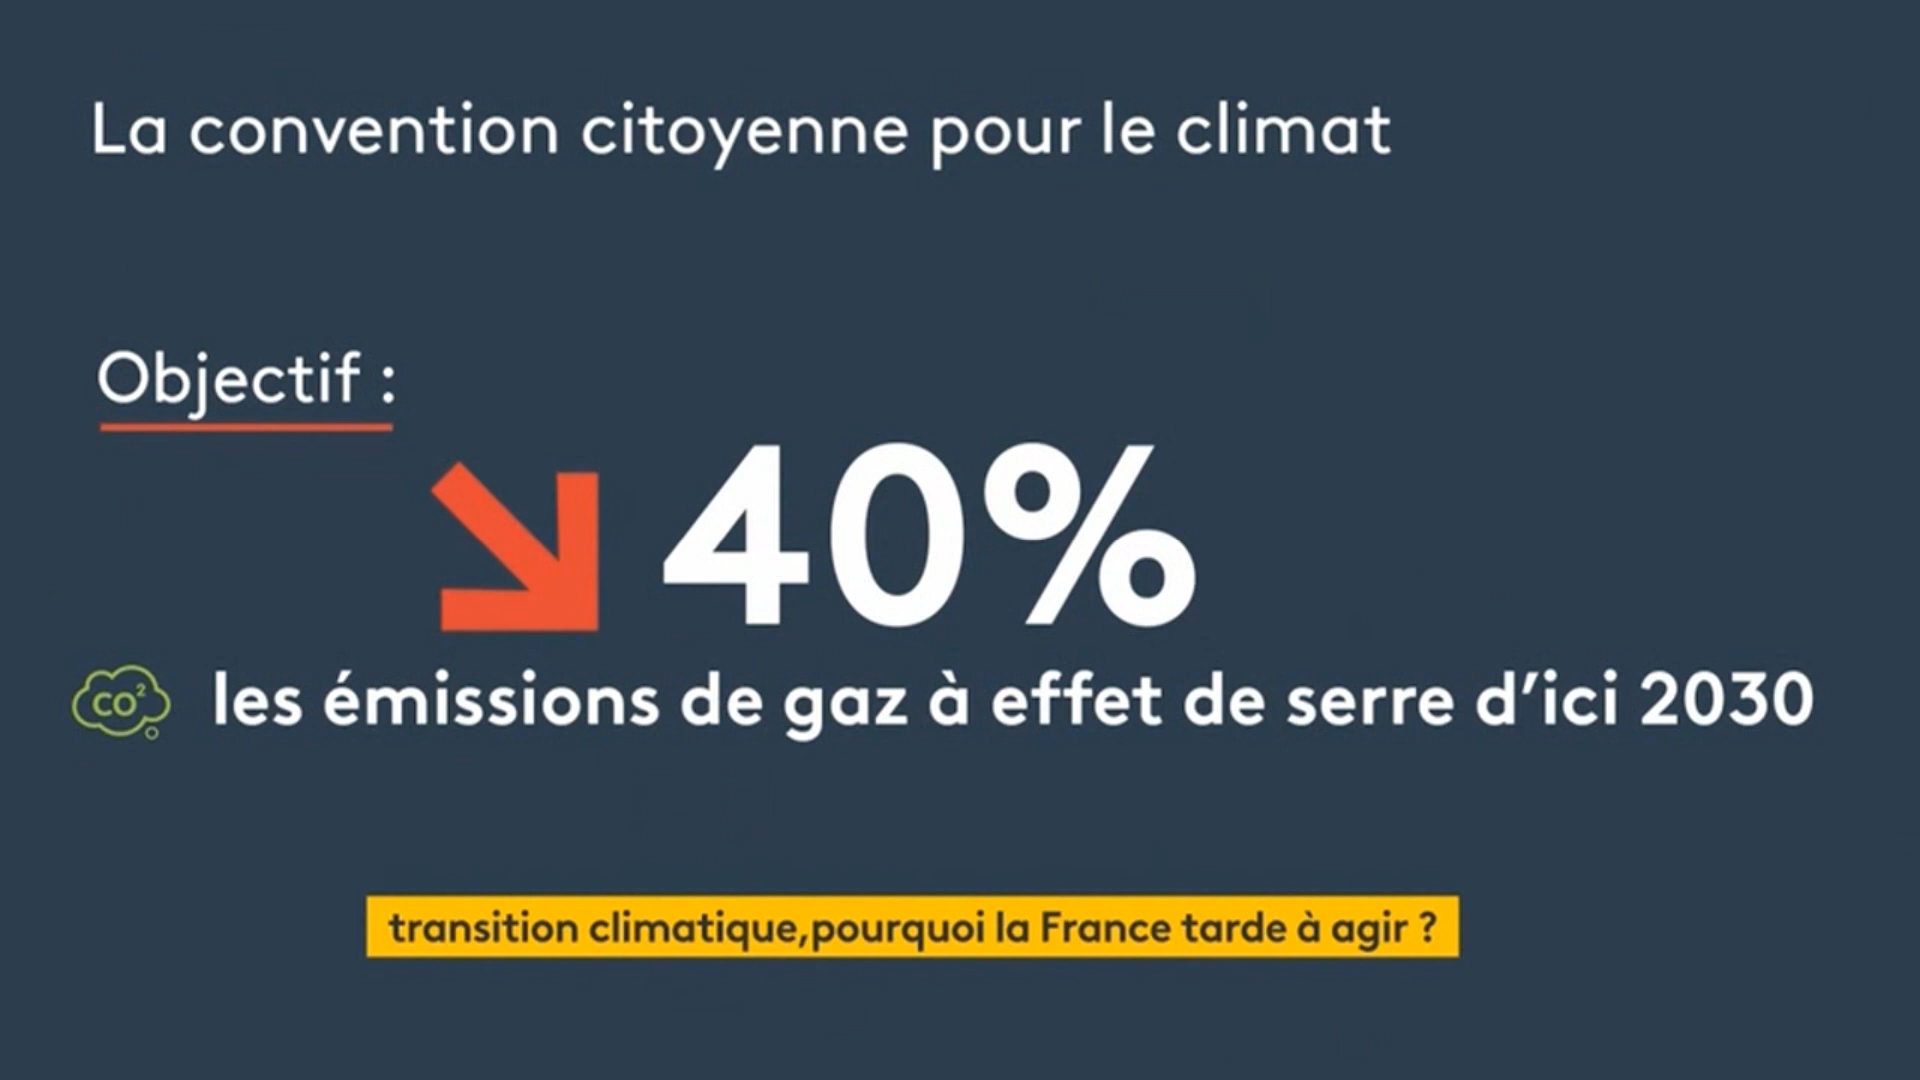 La convention citoyenne pour le climat
Objectif :
40%
CO²
les émissions de gaz à effet de serre d’ici 2030
transition climatique,pourquoi la France tarde à agir ?